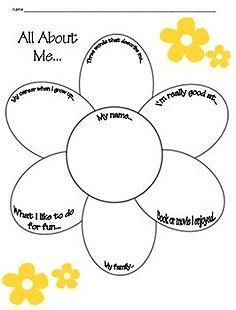 name
All About
Me...
Three words that describe me...
My career when I grow up...
I'm really good at...
My name...
What I like to do
for fun...
Book or movie I enjoyed...
My family...